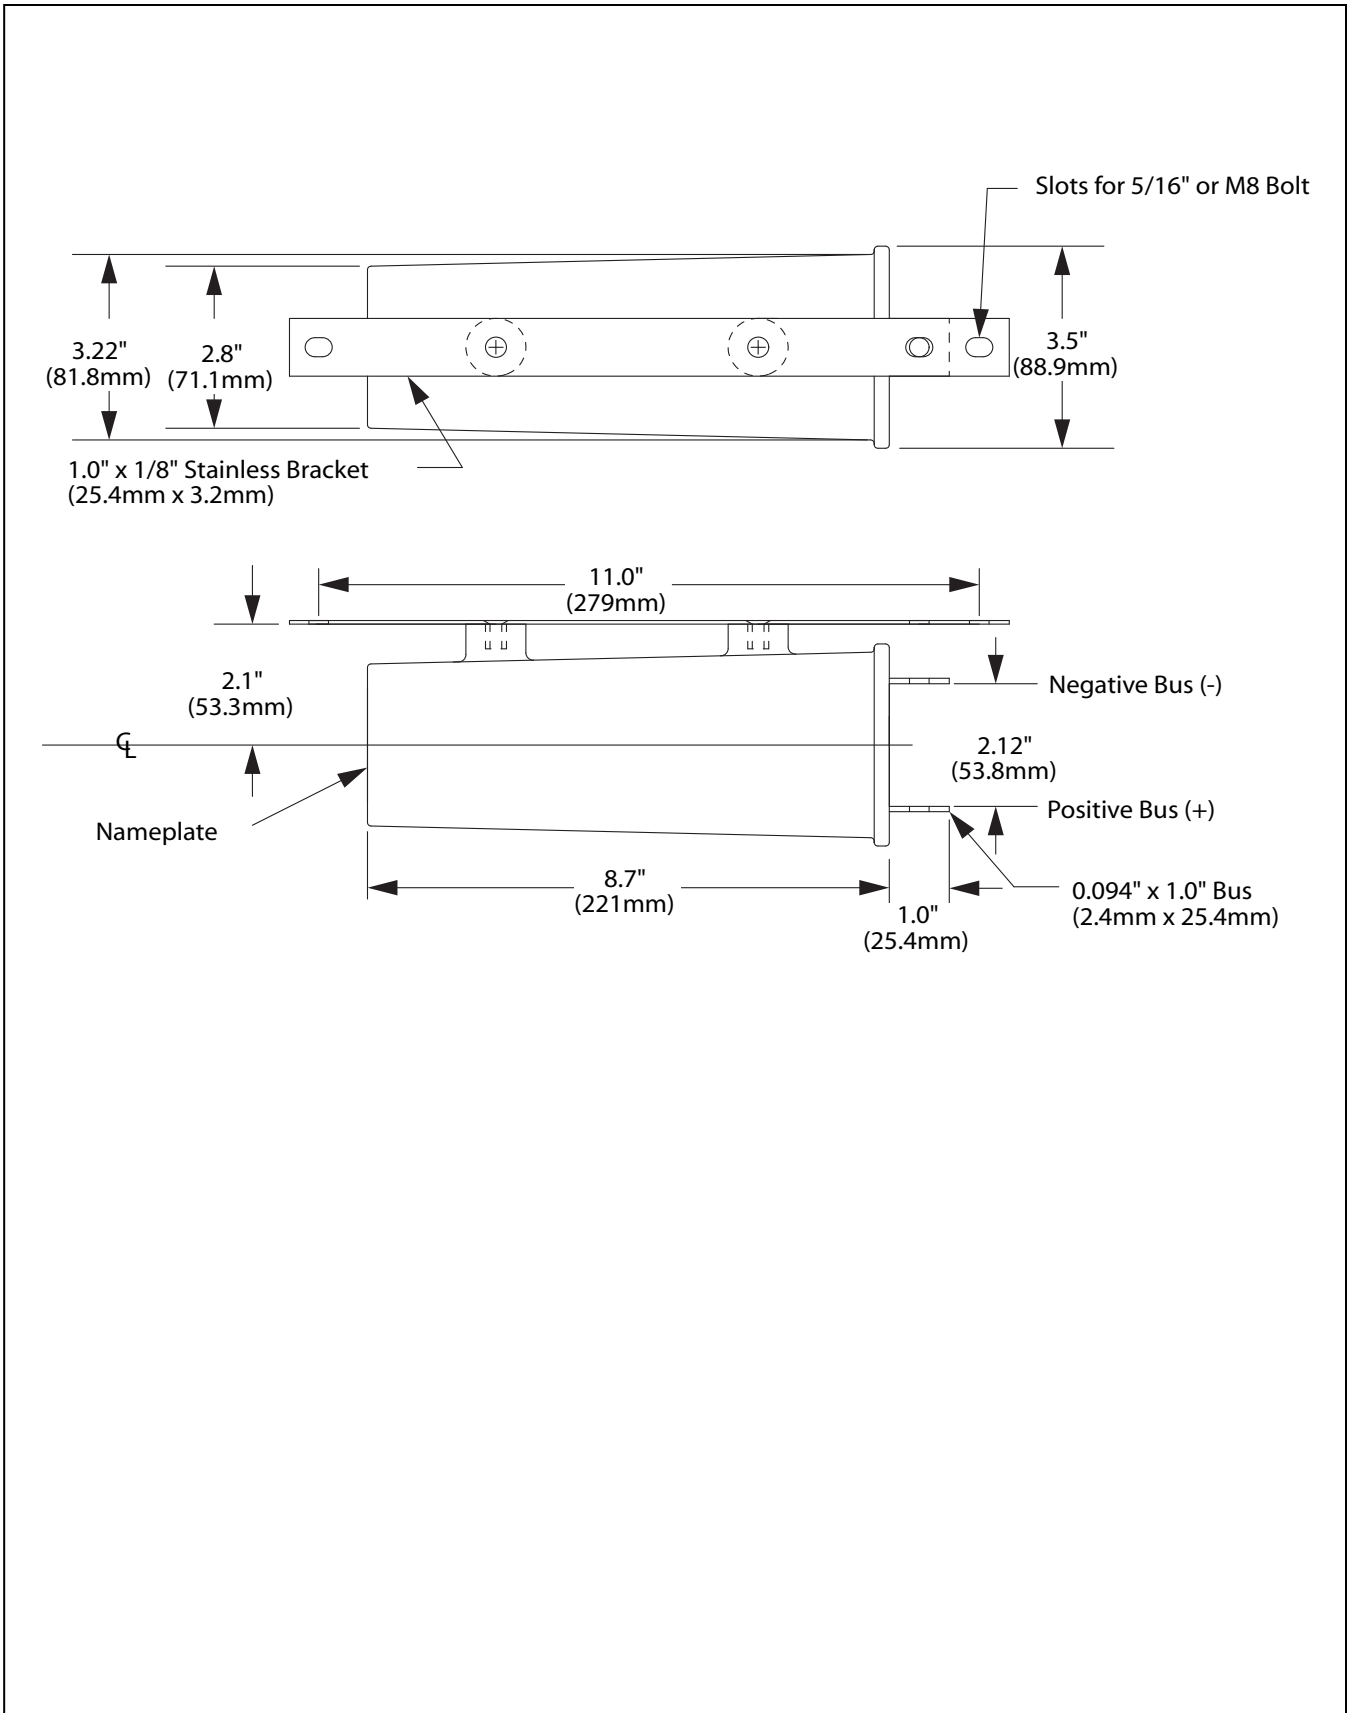 Slots for 5/16" or M8 Bolt
3.22"
(81.8mm)
2.8"
(71.1mm)
3.5"
(88.9mm)
1.0" x 1/8" Stainless Bracket
(25.4mm x 3.2mm)
11.0"
(279mm)
2.1"
(53.3mm)
Negative Bus (-)
℄
2.12"
(53.8mm)
Nameplate
Positive Bus (+)
8.7"
(221mm)
1.0"
(25.4mm)
0.094" x 1.0" Bus
(2.4mm x 25.4mm)